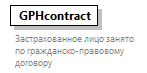 GPHcontract
Застрахованное лицо занято
по гражданско-правовому
договору